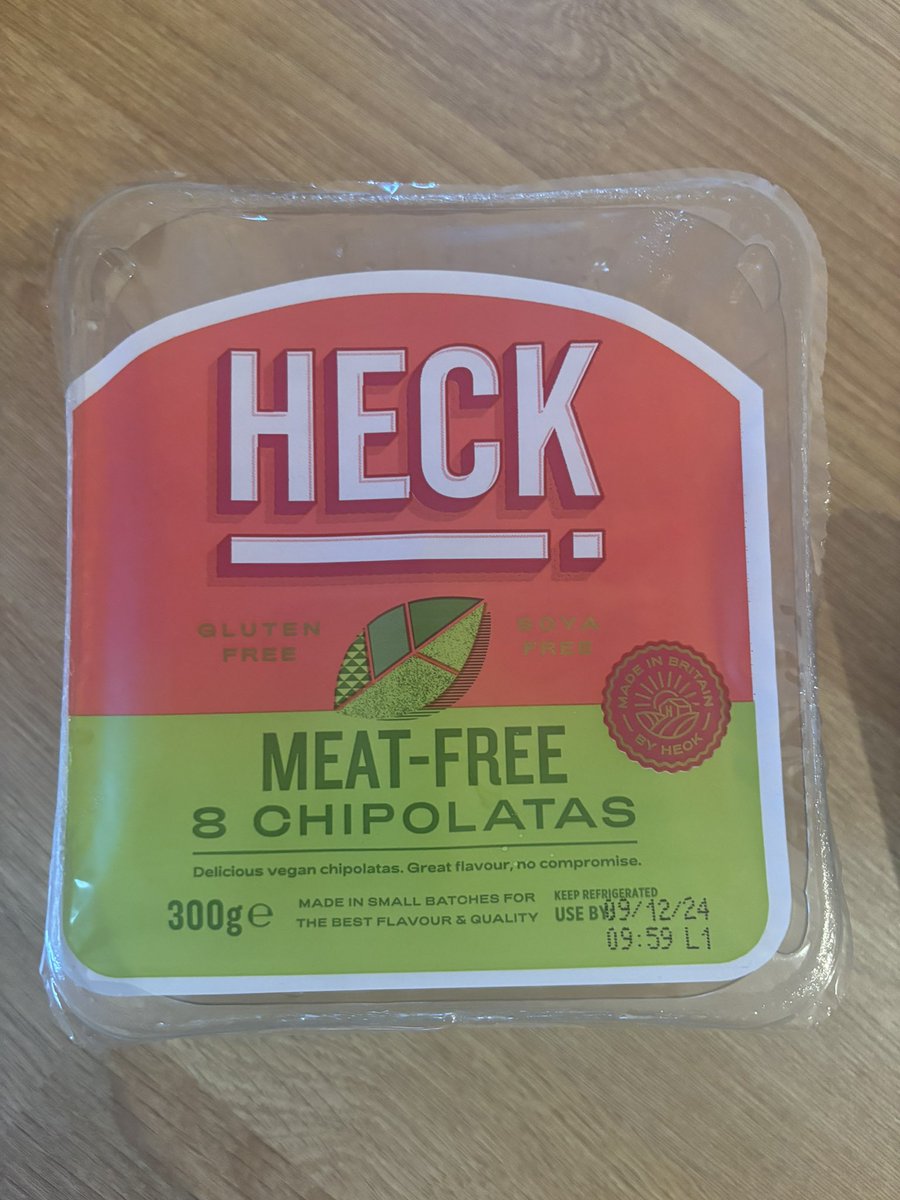 HECK
GLUTEN
FREE
SOYA
FREE
MADE IN BRITAIN
BY HECK
MEAT-FREE
8 CHIPOLATAS
Delicious vegan chipolatas. Great flavour, no compromise.
300g e
MADE IN SMALL BATCHES FOR
THE BEST FLAVOUR & QUALITY
KEEP REFRIGERATED
USE BY 09/12/24
09:59 L1